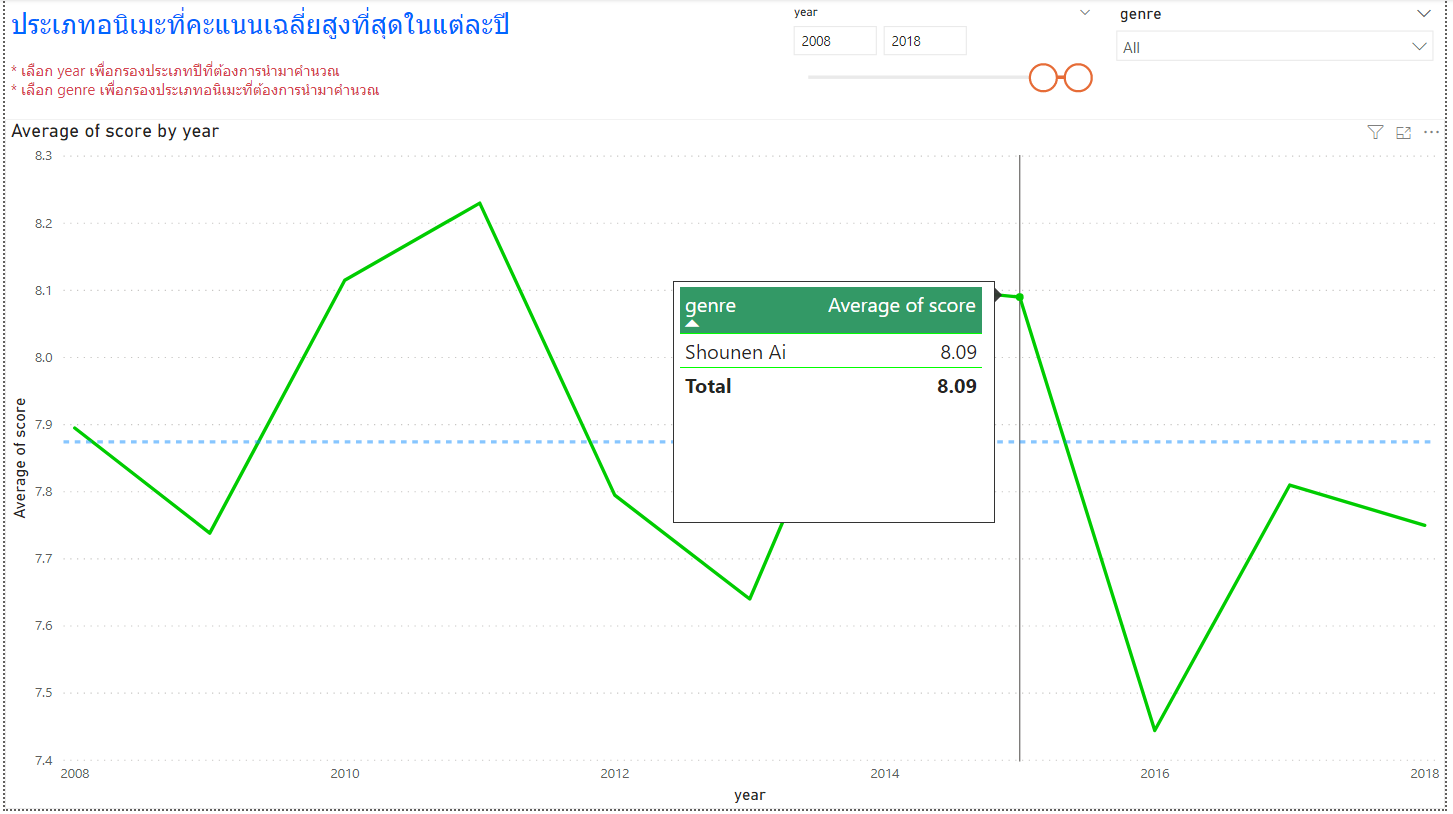 ประเภทอนิเมะที่คะแนนเฉลี่ยสูงที่สุดในแต่ละปี
* เลือก year เพื่อกรองประเภทปีที่ต้องการนำมาคำนวณ
* เลือก genre เพื่อกรองประเภทอนิเมะที่ต้องการนำมาคำนวณ
year
2008 2018
genre
All
Average of score by year
8.3
8.2
8.1
8.0
7.9
7.8
7.7
7.6
7.5
7.4
Average of score
genre Average of score
Shounen Ai 8.09
Total 8.09
2008 2010 2012 2014 2016 2018
year